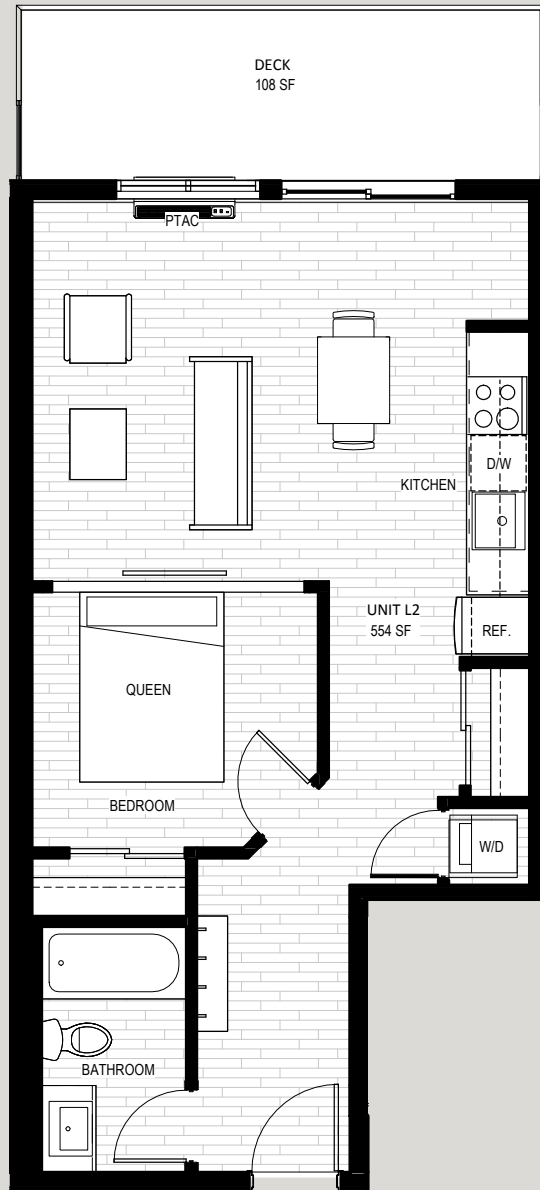 DECK
108 SF
PTAC
D/W
KITCHEN
UNIT L2
554 SF
REF.
QUEEN
BEDROOM
W/D
BATHROOM